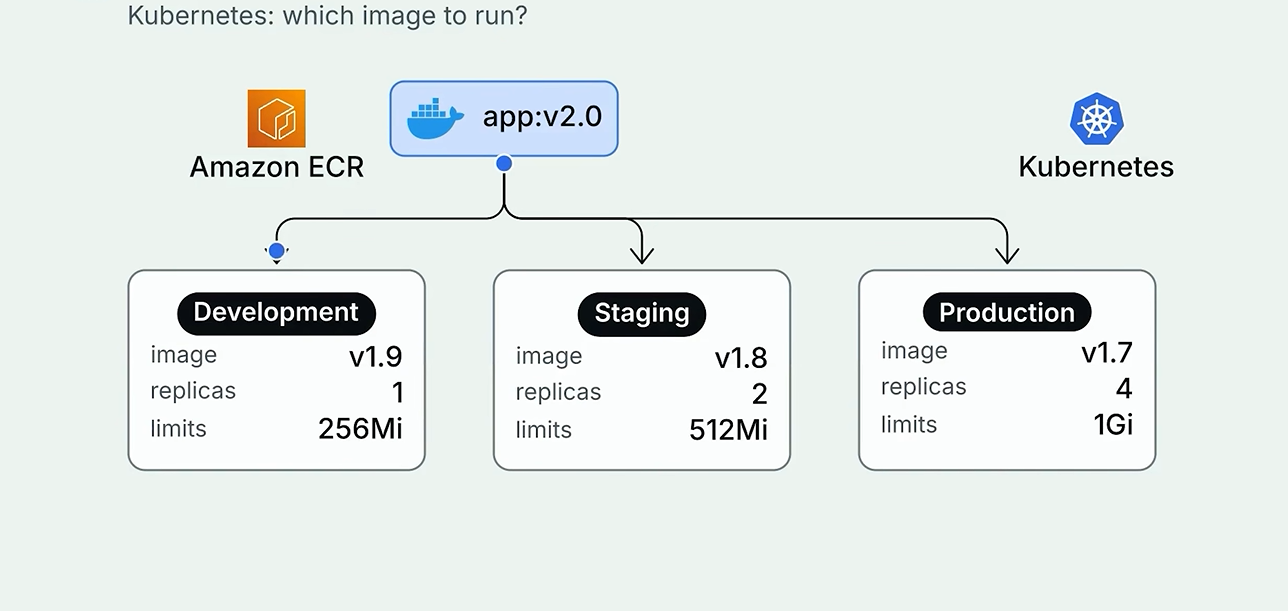 Kubernetes: which image to run?
app:v2.0
Amazon ECR
Kubernetes
Development
image v1.9
replicas 1
limits 256Mi
Staging
image v1.8
replicas 2
limits 512Mi
Production
image v1.7
replicas 4
limits 1Gi